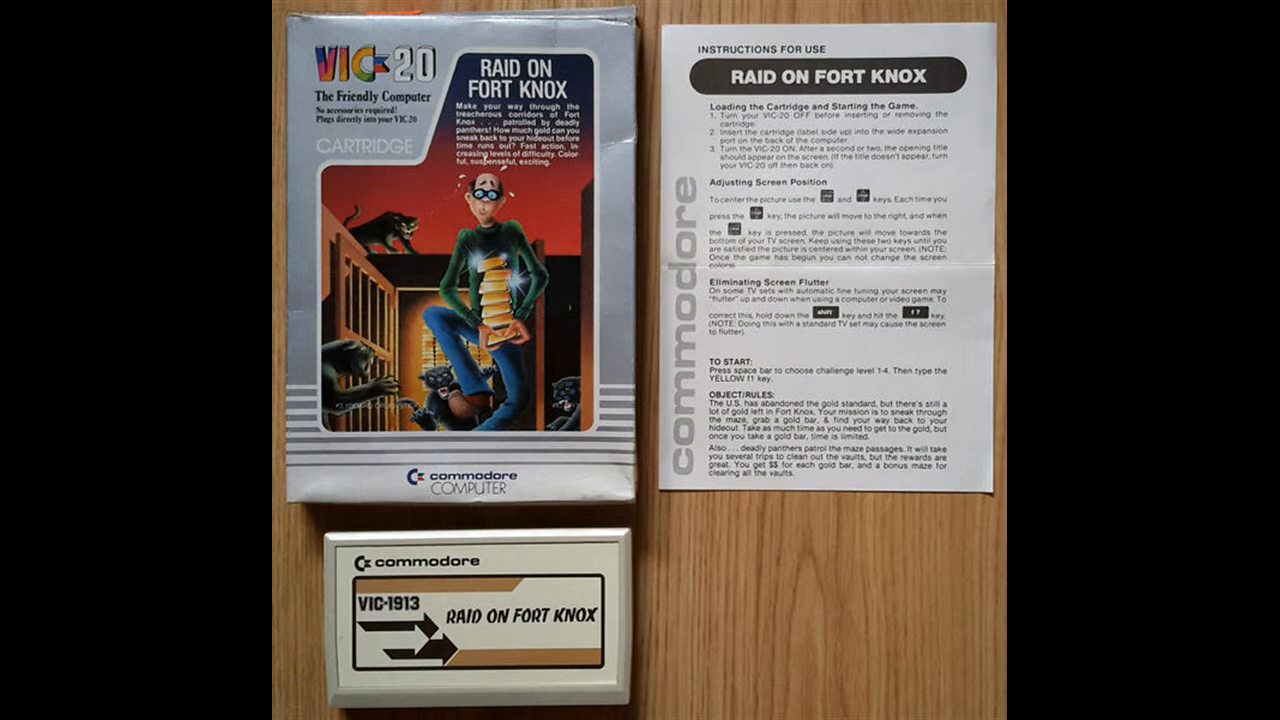 VIC-20
The Friendly Computer
No accessories required!
Plugs directly into your VIC 20
CARTRIDGE
RAID ON
FORT KNOX
Make your way through the
treacherous corridors of Fort
Knox . . . patrolled by deadly
panthers! How much gold can you
sneak back to your hideout before
time runs out? Fast action, in-
creasing levels of difficulty. Color-
ful, suspenseful, exciting.
commodore
COMPUTER
commodore
VIC-1913
RAID ON FORT KNOX
INSTRUCTIONS FOR USE
RAID ON FORT KNOX
commodore
Loading the Cartridge and Starting the Game.
1. Turn your VIC-20 OFF before inserting or removing the
cartridge.
2. Insert the cartridge (label side up) into the wide expansion
port on the back of the computer.
3. Turn the VIC-20 ON. After a second or two, the opening title
should appear on the screen. (If the title doesn't appear, turn
your VIC-20 off then back on).
Adjusting Screen Position
To center the picture use the and keys. Each time you
press the key, the picture will move to the right, and when
the key is pressed, the picture will move towards the
bottom of your TV screen. Keep using these two keys until you
are satisfied the picture is centered within your screen. (NOTE:
Once the game has begun you can not change the screen
colors).
Eliminating Screen Flutter
On some TV sets with automatic fine tuning your screen may
"flutter" up and down when using a computer or video game. To
correct this, hold down the shift key and hit the f 7 key.
(NOTE: Doing this with a standard TV set may cause the screen
to flutter).
TO START:
Press space bar to choose challenge level 1-4. Then type the
YELLOW f1 key.
OBJECT/RULES:
The U.S. has abandoned the gold standard, but there's still a
lot of gold left in Fort Knox. Your mission is to sneak through
the maze, grab a gold bar, & find your way back to your
hideout. Take as much time as you need to get to the gold, but
once you take a gold bar, time is limited.
Also . . . deadly panthers patrol the maze passages. It will take
you several trips to clean out the vaults, but the rewards are
great. You get $$ for each gold bar, and a bonus maze for
clearing all the vaults.